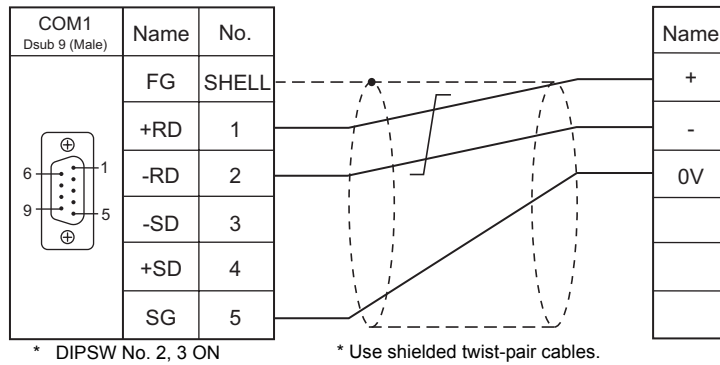 COM1
Dsub 9 (Male)
Name No.
Name
FG SHELL
+
+RD 1
-
6
1
-RD 2
0V
9
5
-SD 3
+SD 4
SG 5
* DIPSW No. 2, 3 ON
* Use shielded twist-pair cables.